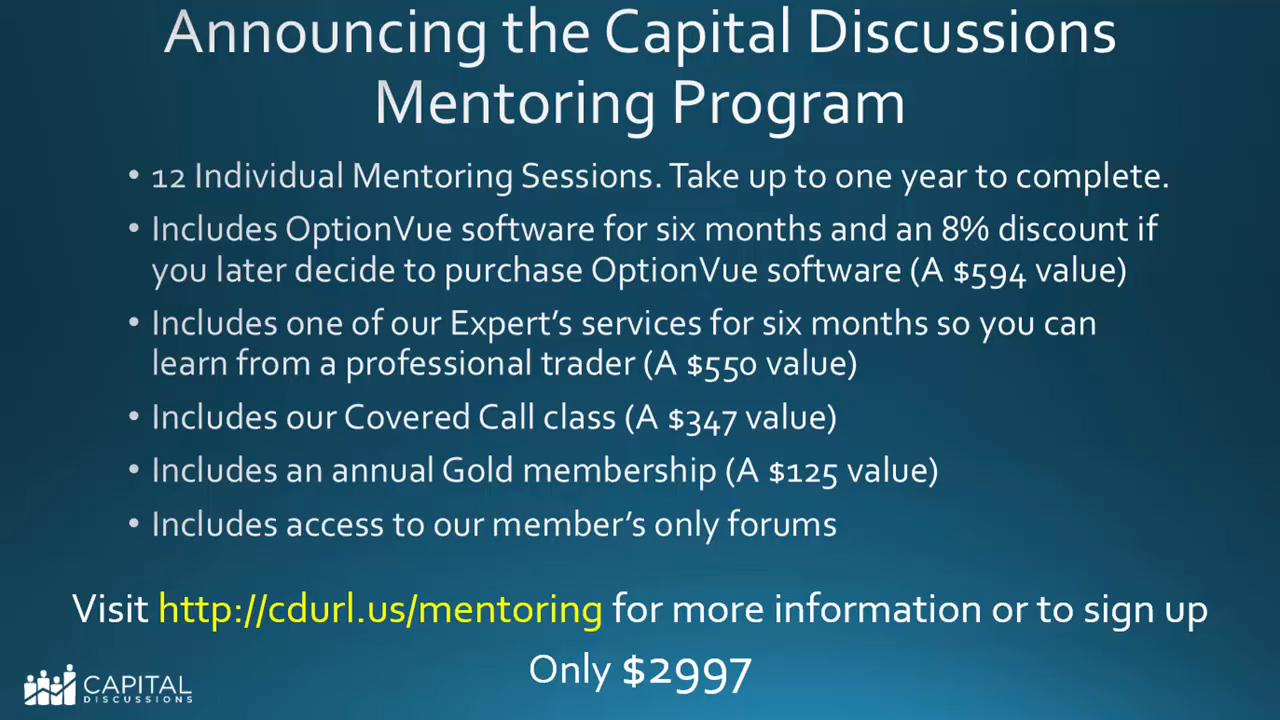 Announcing the Capital Discussions
Mentoring Program
• 12 Individual Mentoring Sessions. Take up to one year to complete.
• Includes OptionVue software for six months and an 8% discount if
you later decide to purchase OptionVue software (A $594 value)
• Includes one of our Expert's services for six months so you can
learn from a professional trader (A $550 value)
• Includes our Covered Call class (A $347 value)
• Includes an annual Gold membership (A $125 value)
• Includes access to our member's only forums
Visit http://cdurl.us/mentoring for more information or to sign up
Only $2997
CAPITAL
DISCUSSIONS